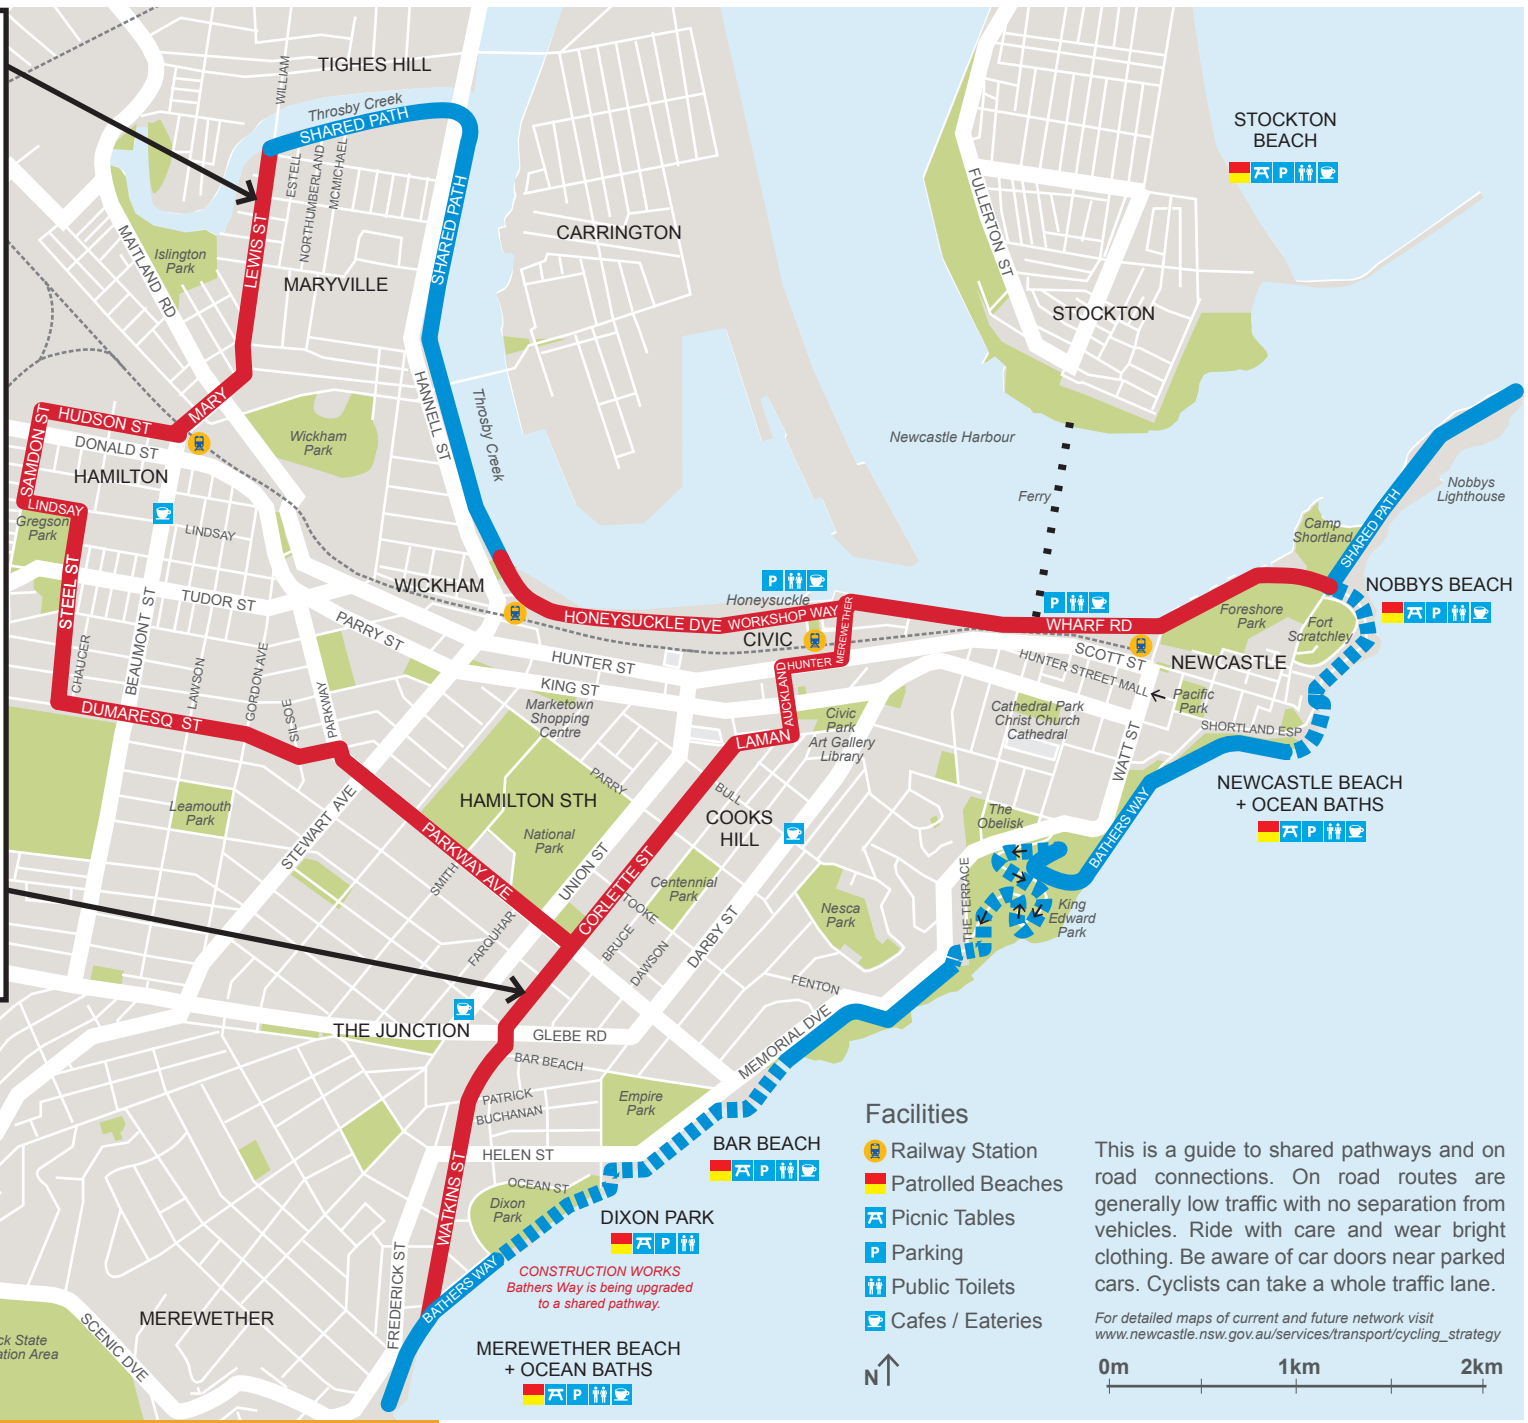 TIGHES HILL
WILLIAM
Throsby Creek
SHARED PATH
ESTELL
NORTHUMBERLAND
MCMICHAEL
STOCKTON
BEACH
P
FULLERTON ST
MAITLAND RD
Islington
Park
LEWIS ST
SHARED PATH
CARRINGTON
MARYVILLE
STOCKTON
HANNELL ST
Throsby Creek
MARY
HUDSON ST
DONALD ST
SAMDON ST
HAMILTON
Wickham
Park
Newcastle Harbour
Ferry
Nobbys
Lighthouse
SHARED PATH
Camp
Shortland
LINDSAY
Gregson
Park
LINDSAY
STEEL ST
TUDOR ST
BEAUMONT ST
CHAUCER
LAWSON
GORDON AVE
SILSOE
PARKWAY
PARRY ST
WICKHAM
P
Honeysuckle
HONEYSUCKLE DVE
WORKSHOP WAY
MEREWETHER
CIVIC
HUNTER
AUCKLAND
LAMAN
P
WHARF RD
Foreshore
Park
Fort
Scratchley
NOBBYS BEACH
P
SCOTT ST
HUNTER STREET MALL
NEWCASTLE
Pacific
Park
SHORTLAND ESP
WATT ST
HUNTER ST
KING ST
Marketown
Shopping
Centre
Civic
Park
Art Gallery
Library
Cathedral Park
Christ Church
Cathedral
DUMARESQ ST
Learmouth
Park
STEWART AVE
HAMILTON STH
National
Park
PARRY
BULL
COOKS
HILL
PARKWAY AVE
SMITH
FARQUHAR
UNION ST
CORLETTE ST
TOOKE
BRUCE
DAWSON
Centennial
Park
DARBY ST
Nesca
Park
The
Obelisk
THE TERRACE
King
Edward
Park
BATHERS WAY
NEWCASTLE BEACH
+ OCEAN BATHS
P
FENTON
MEMORIAL DVE
THE JUNCTION
GLEBE RD
BAR BEACH
PATRICK
BUCHANAN
Empire
Park
HELEN ST
OCEAN ST
Dixon
Park
WATKINS ST
BAR BEACH
P
DIXON PARK
P
CONSTRUCTION WORKS
Bathers Way is being upgraded
to a shared pathway.
BATHERS WAY
FREDERICK ST
MEREWETHER
SCENIC DVE
ck State
ation Area
MEREWETHER BEACH
+ OCEAN BATHS
P
Facilities
Railway Station
Patrolled Beaches
Picnic Tables
P Parking
Public Toilets
Cafes / Eateries
N
This is a guide to shared pathways and on
road connections. On road routes are
generally low traffic with no separation from
vehicles. Ride with care and wear bright
clothing. Be aware of car doors near parked
cars. Cyclists can take a whole traffic lane.
For detailed maps of current and future network visit
www.newcastle.nsw.gov.au/services/transport/cycling_strategy
0m 1km 2km